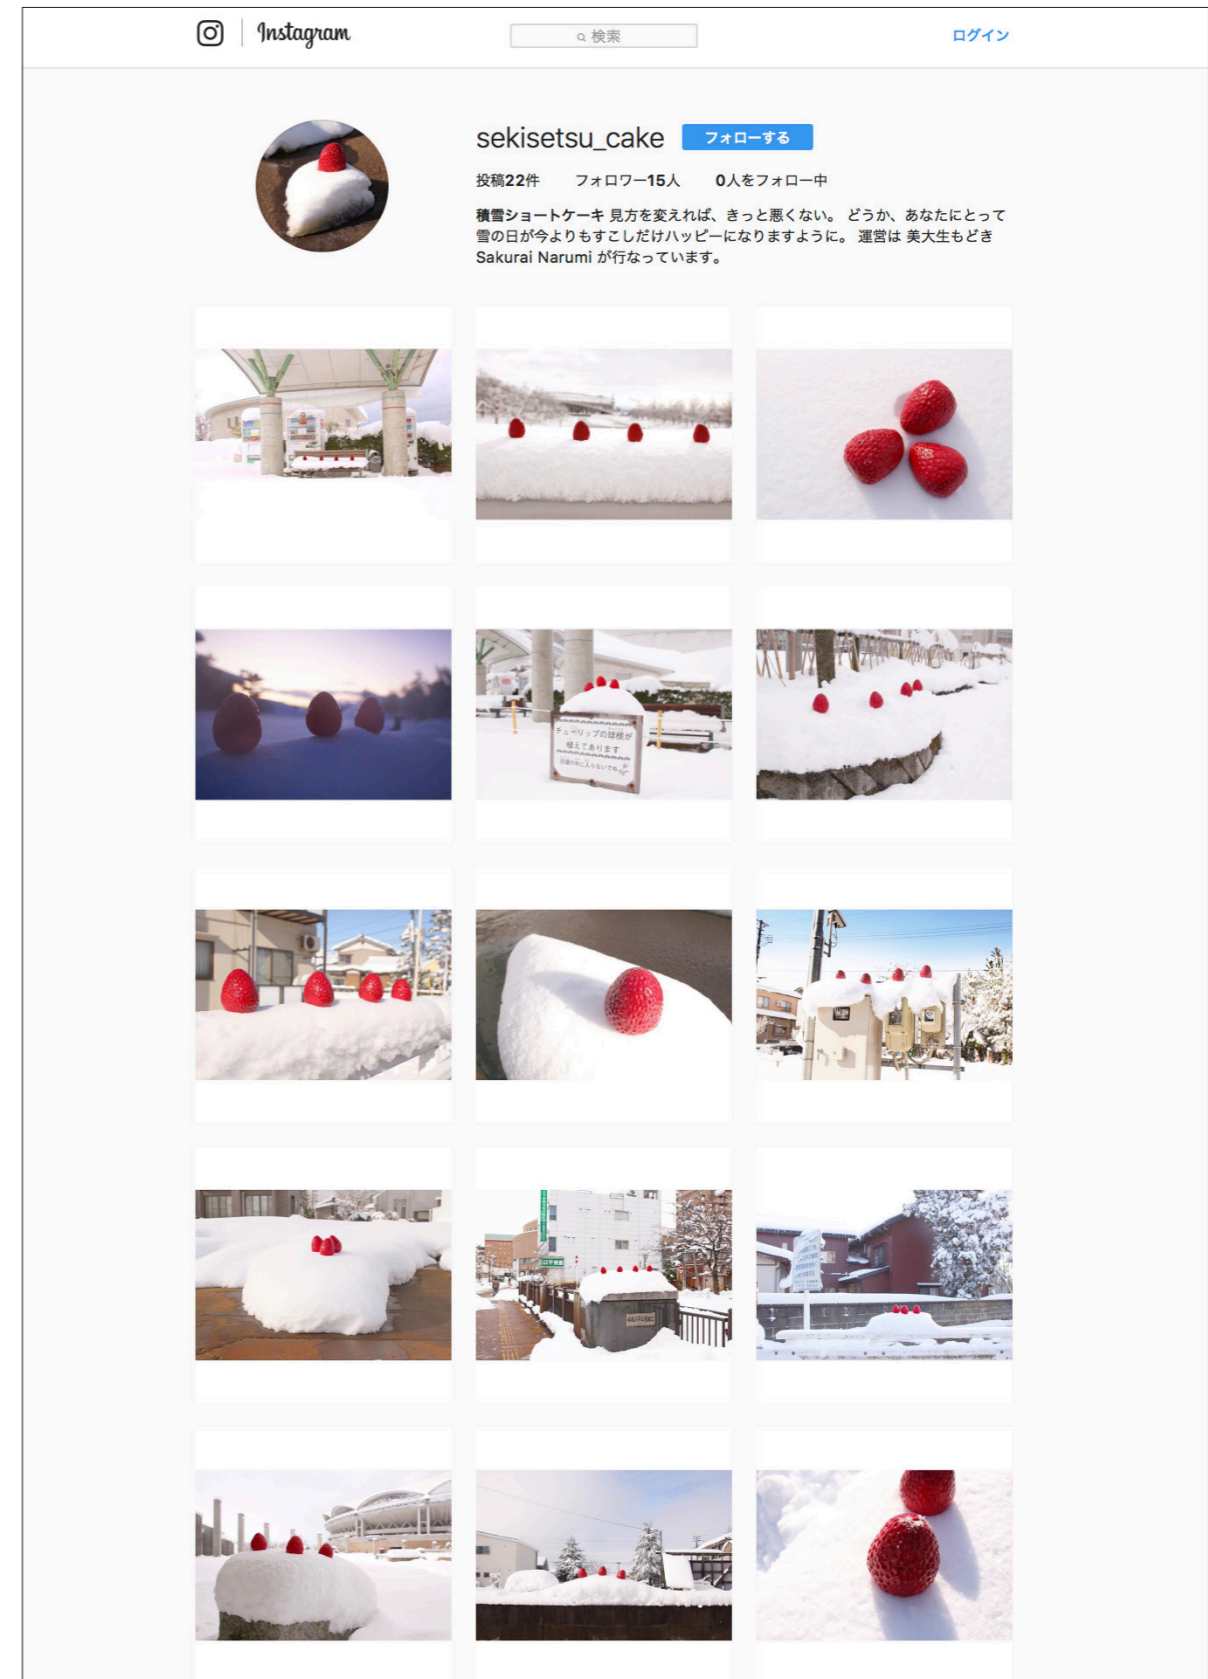 Instagram
検索
ログイン
sekisetsu_cake
フォローする
投稿22件 フォロワー15人 0人をフォロー中
積雪ショートケーキ 見方を変えれば、きっと悪くない。 どうか、あなたにとって
雪の日が今よりもすこしだけハッピーになりますように。 運営は 美大生もどき
Sakurai Narumi が行なっています。
チューリップの球根が
植えてあります